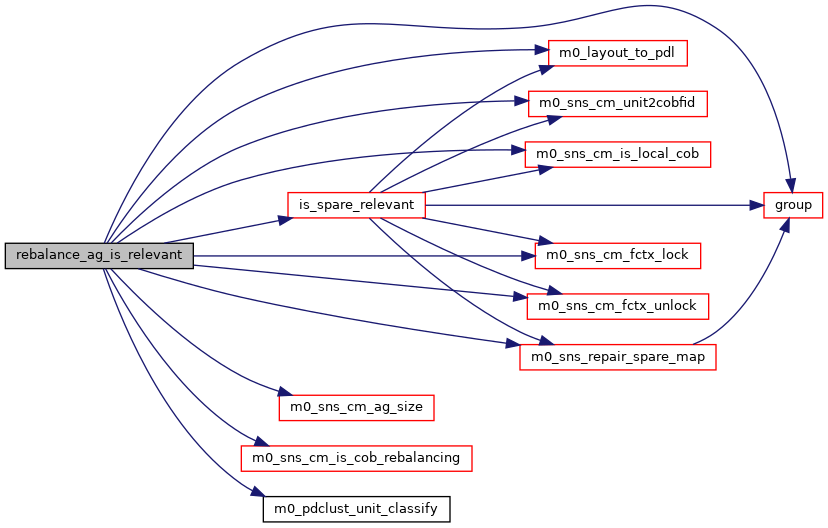 m0_layout_to_pdl
m0_sns_cm_unit2cobfid
m0_sns_cm_is_local_cob
is_spare_relevant
group
rebalance_ag_is_relevant
m0_sns_cm_fctx_lock
m0_sns_cm_fctx_unlock
m0_sns_repair_spare_map
m0_sns_cm_ag_size
m0_sns_cm_is_cob_rebalancing
m0_pdclust_unit_classify